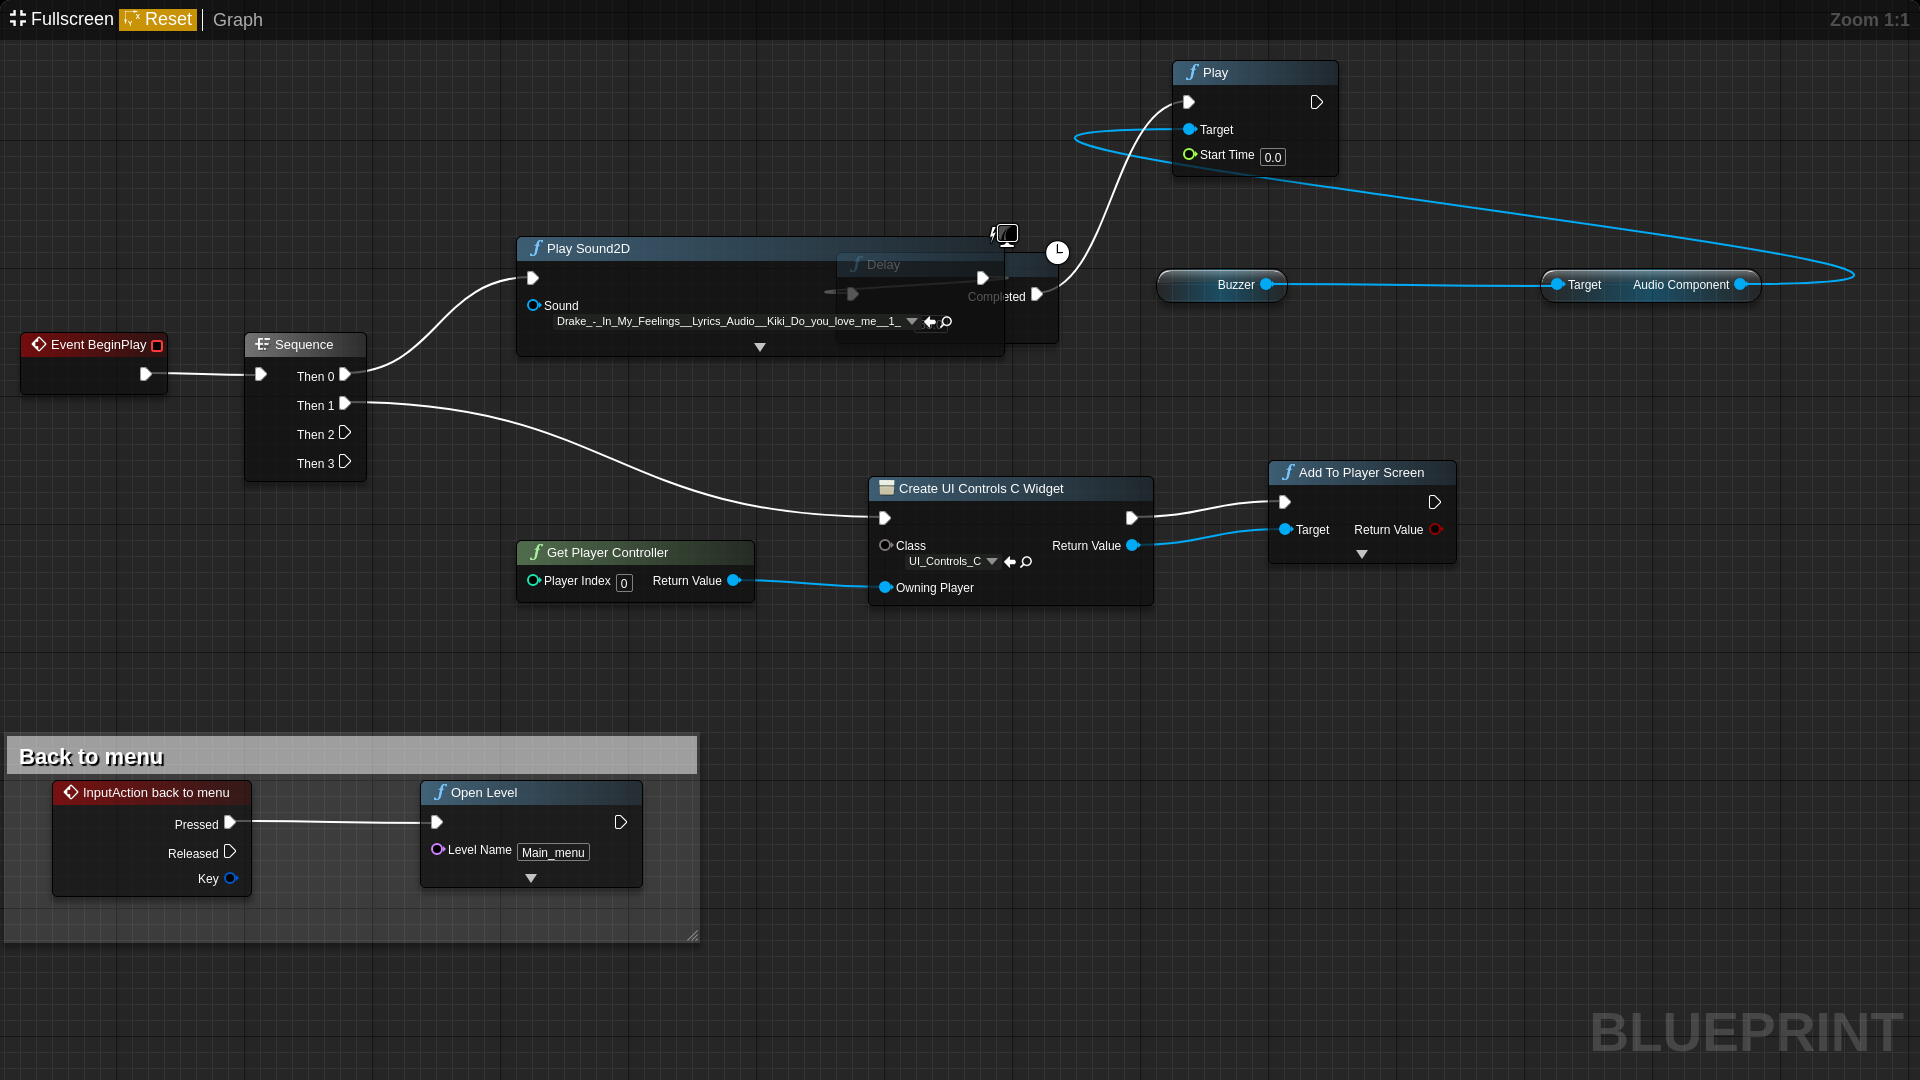 Fullscreen Reset Graph Zoom 1:1
Play
Target
Start Time 0.0
Play Sound2D
Delay
Completed
Sound
Drake_-_In_My_Feelings__Lyrics_Audio__Kiki_Do_you_love_me__1_
Buzzer
Target Audio Component
Event BeginPlay
Sequence
Then 0
Then 1
Then 2
Then 3
Create UI Controls C Widget
Class Return Value
UI_Controls_C
Owning Player
Add To Player Screen
Target Return Value
Get Player Controller
Player Index 0 Return Value
Back to menu
InputAction back to menu
Pressed
Released
Key
Open Level
Level Name Main_menu
BLUEPRINT